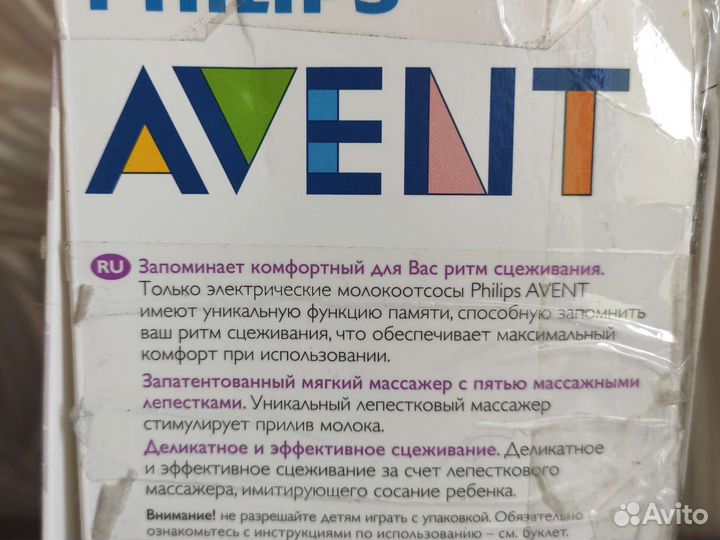 PHILIPS
AVENT
RU Запоминает комфортный для Вас ритм сцеживания.
Только электрические молокоотсосы Philips AVENT
имеют уникальную функцию памяти, способную запомнить
ваш ритм сцеживания, что обеспечивает максимальный
комфорт при использовании.
Запатентованный мягкий массажер с пятью массажными
лепестками. Уникальный лепестковый массажер
стимулирует прилив молока.
Деликатное и эффективное сцеживание. Деликатное
и эффективное сцеживание за счет лепесткового
массажера, имитирующего сосание ребенка.
Внимание! не разрешайте детям играть с упаковкой. Обязательно
ознакомьтесь с инструкциями по использованию – см. буклет.
Avito